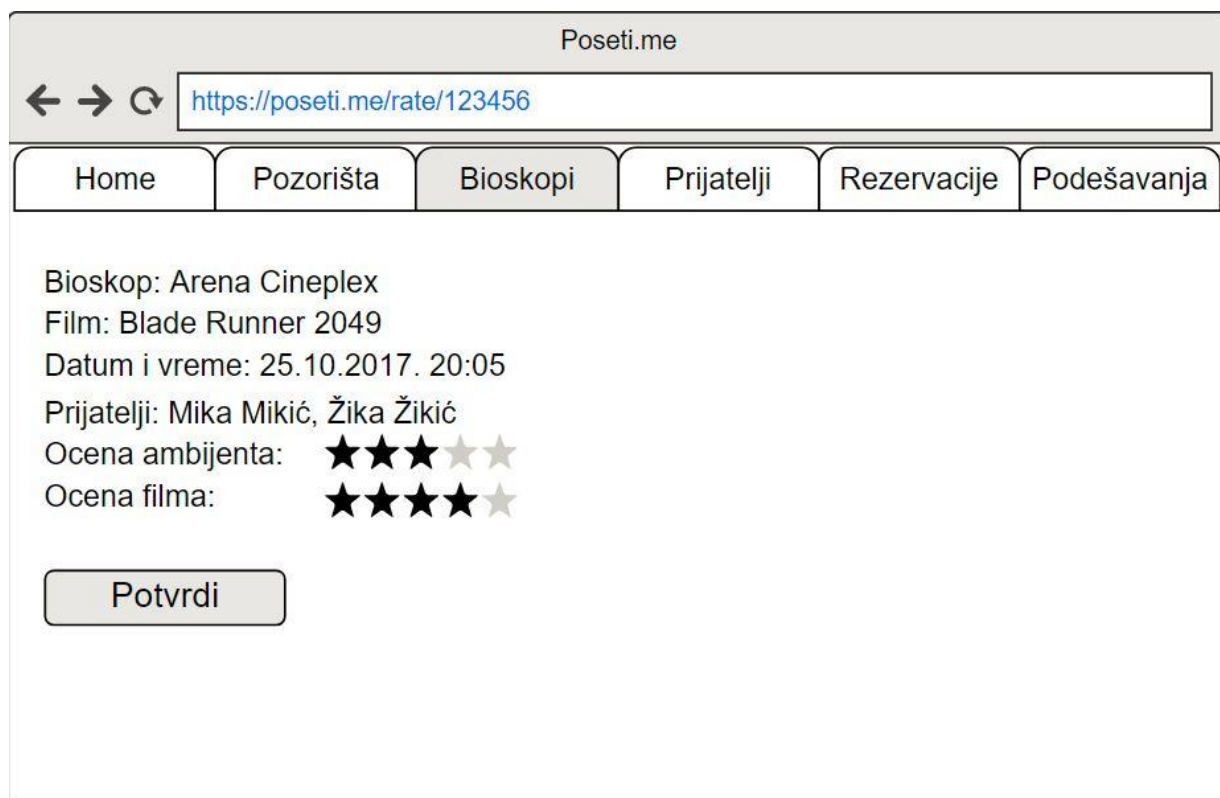 Poseti.me
https://poseti.me/rate/123456
Home Pozorišta Bioskopi Prijatelji Rezervacije Podešavanja
Bioskop: Arena Cineplex
Film: Blade Runner 2049
Datum i vreme: 25.10.2017. 20:05
Prijatelji: Mika Mikić, Žika Žikić
Ocena ambijenta:
Ocena filma:
Potvrdi